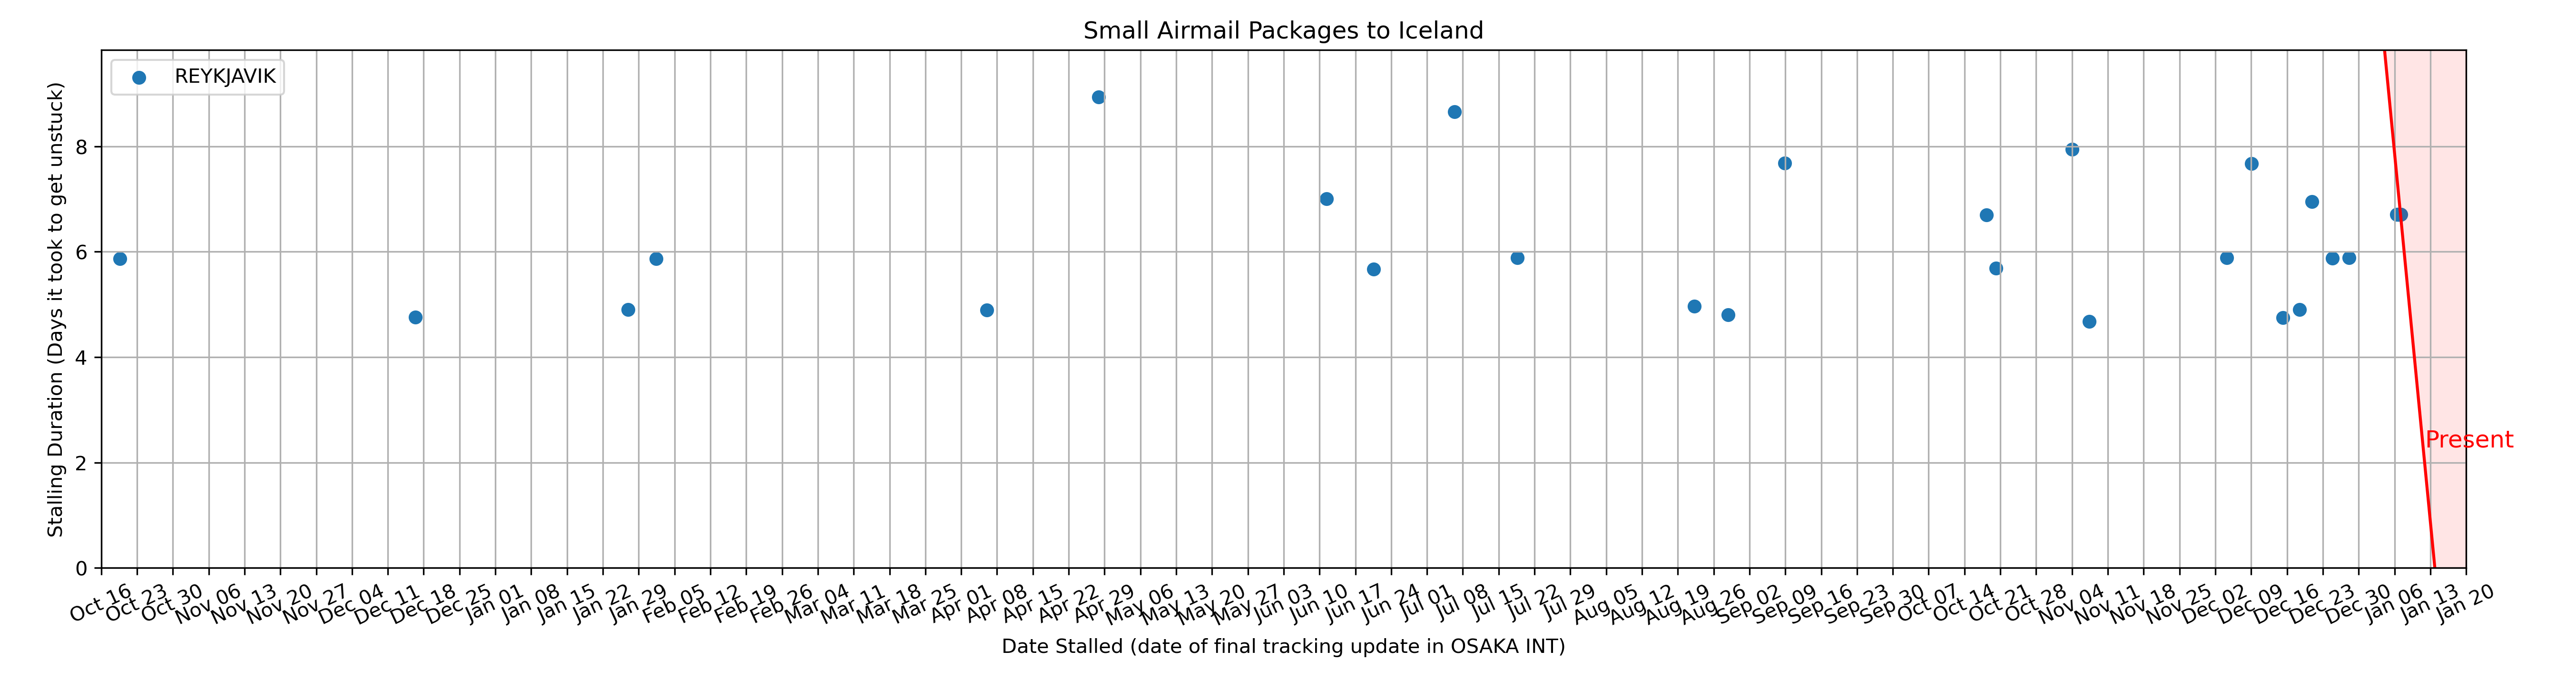 Small Airmail Packages to Iceland
REYKJAVIK
Stalling Duration (Days it took to get unstuck)
8
6
4
2
0
Present
Oct 16 Oct 23 Oct 30 Nov 06 Nov 13 Nov 20 Nov 27 Dec 04 Dec 11 Dec 18 Dec 25 Jan 01 Jan 08 Jan 15 Jan 22 Jan 29 Feb 05 Feb 12 Feb 19 Feb 26 Mar 04 Mar 11 Mar 18 Mar 25 Apr 01 Apr 08 Apr 15 Apr 22 Apr 29 May 06 May 13 May 20 May 27 Jun 03 Jun 10 Jun 17 Jun 24 Jul 01 Jul 08 Jul 15 Jul 22 Jul 29 Aug 05 Aug 12 Aug 19 Aug 26 Sep 02 Sep 09 Sep 16 Sep 23 Sep 30 Oct 07 Oct 14 Oct 21 Oct 28 Nov 04 Nov 11 Nov 18 Nov 25 Dec 02 Dec 09 Dec 16 Dec 23 Dec 30 Jan 06 Jan 13 Jan 20
Date Stalled (date of final tracking update in OSAKA INT)